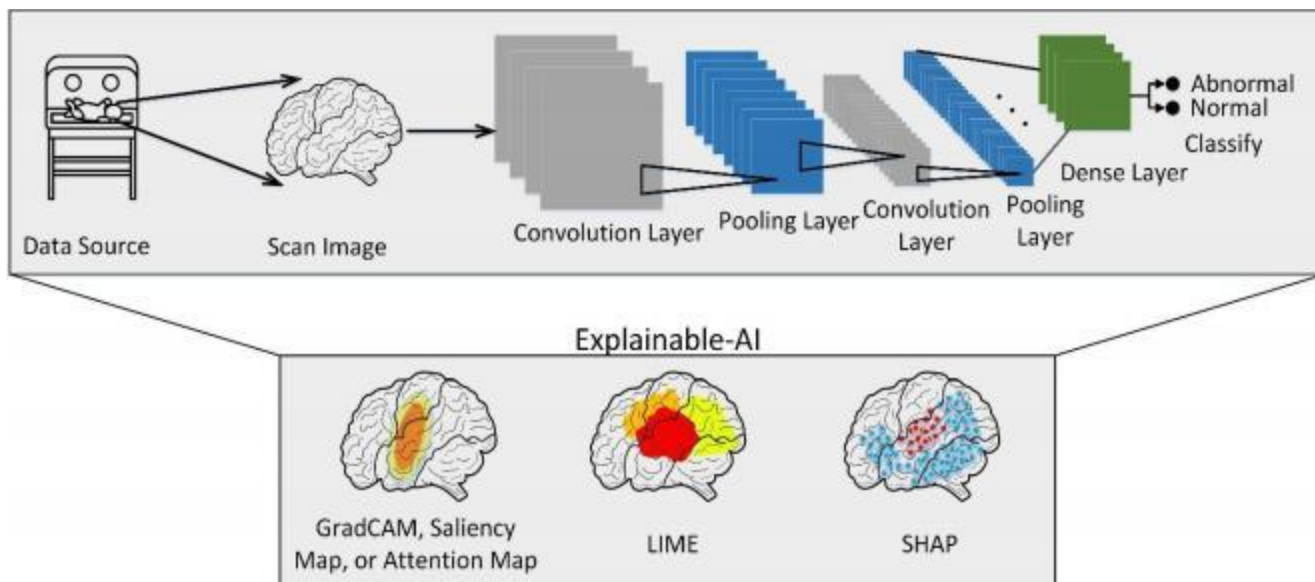 Data Source
Scan Image
Convolution Layer
Pooling Layer
Convolution
Layer
Pooling
Layer
Dense Layer
Abnormal
Normal
Classify
Explainable-AI
GradCAM, Saliency
Map, or Attention Map
LIME
SHAP